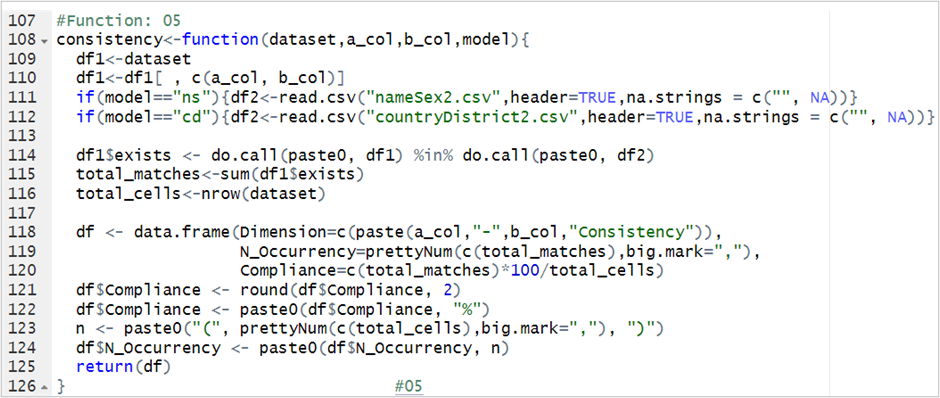 107 #Function: 05
108 consistency<-function(dataset,a_col,b_col,model){
109   df1<-dataset
110   df1<-df1[ , c(a_col, b_col)]
111   if(model=="ns"){df2<-read.csv("nameSex2.csv",header=TRUE,na.strings = c("", NA))}
112   if(model=="cd"){df2<-read.csv("countryDistrict2.csv",header=TRUE,na.strings = c("", NA))}
113
114   df1$exists <- do.call(paste0, df1) %in% do.call(paste0, df2)
115   total_matches<-sum(df1$exists)
116   total_cells<-nrow(dataset)
117
118   df <- data.frame(Dimension=c(paste(a_col,"-",b_col,"Consistency")),
119                    N_Occurrency=prettyNum(c(total_matches),big.mark=","),
120                    Compliance=c(total_matches)*100/total_cells)
121   df$Compliance <- round(df$Compliance, 2)
122   df$Compliance <- paste0(df$Compliance, "%")
123   n <- paste0("(", prettyNum(c(total_cells),big.mark=","), ")")
124   df$N_Occurrency <- paste0(df$N_Occurrency, n)
125   return(df)
126 }                                  #05